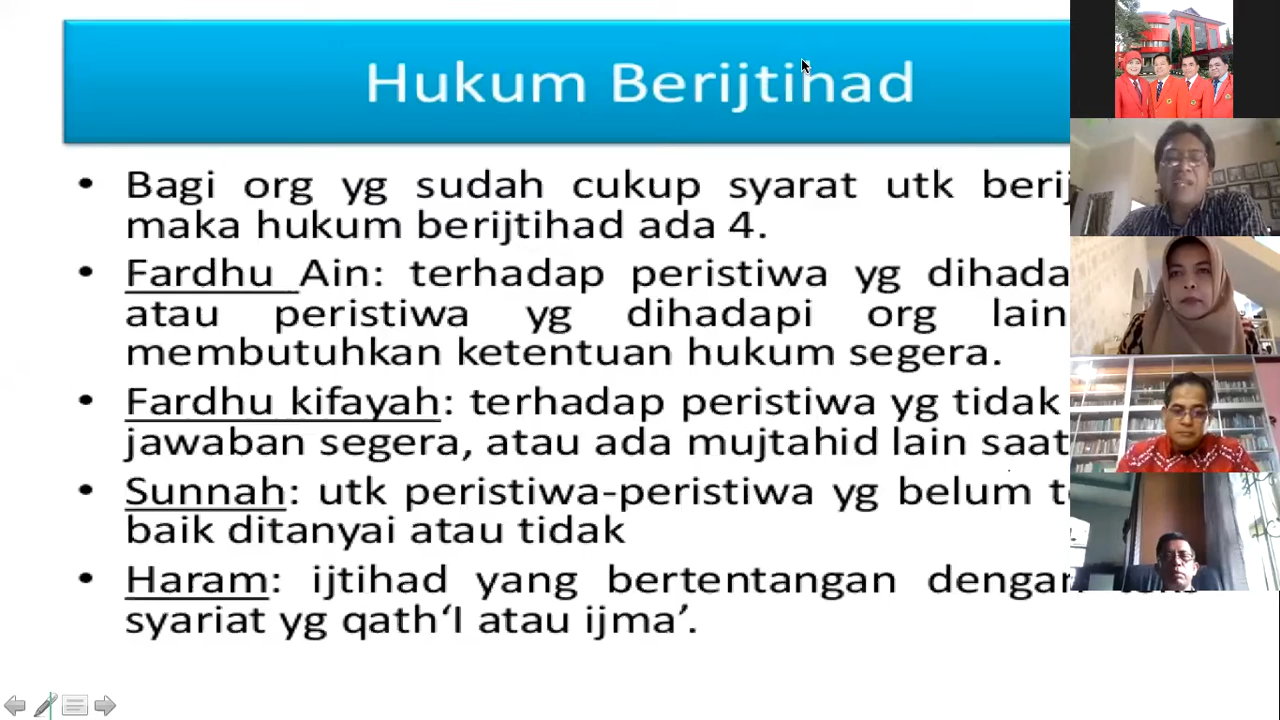 Hukum Berijtihad
• Bagi org yg sudah cukup syarat utk
maka hukum berijtihad ada 4.
• Fardhu Ain: terhadap peristiwa yg
atau peristiwa yg dihadapi org lain
membutuhkan ketentuan hukum segera.
• Fardhu kifayah: terhadap peristiwa yg tidak
jawaban segera, atau ada mujtahid lain
• Sunnah: utk peristiwa-peristiwa yg belum
baik ditanyai atau tidak
• Haram: ijtihad yang bertentangan dengan
syariat yg qath‘I atau ijma’.